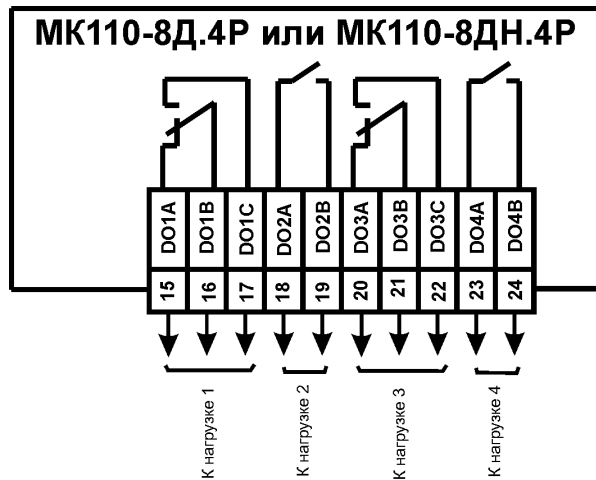 МК110-8Д.4Р или МК110-8ДН.4Р
DO1A DO1B DO1C DO2A DO2B DO3A DO3B DO3C DO4A DO4B
15 16 17 18 19 20 21 22 23 24
К нагрузке 1
К нагрузке 2
К нагрузке 3
К нагрузке 4